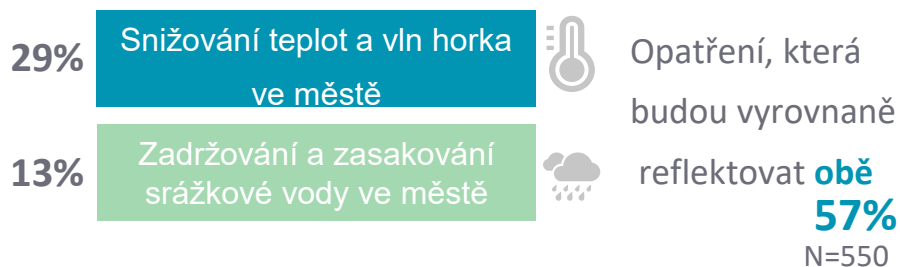 29%
Snižování teplot a vln horka
ve městě
13%
Zadržování a zasakování
srážkové vody ve městě
Opatření, která
budou vyrovnaně
reflektovat obě
57%
N=550